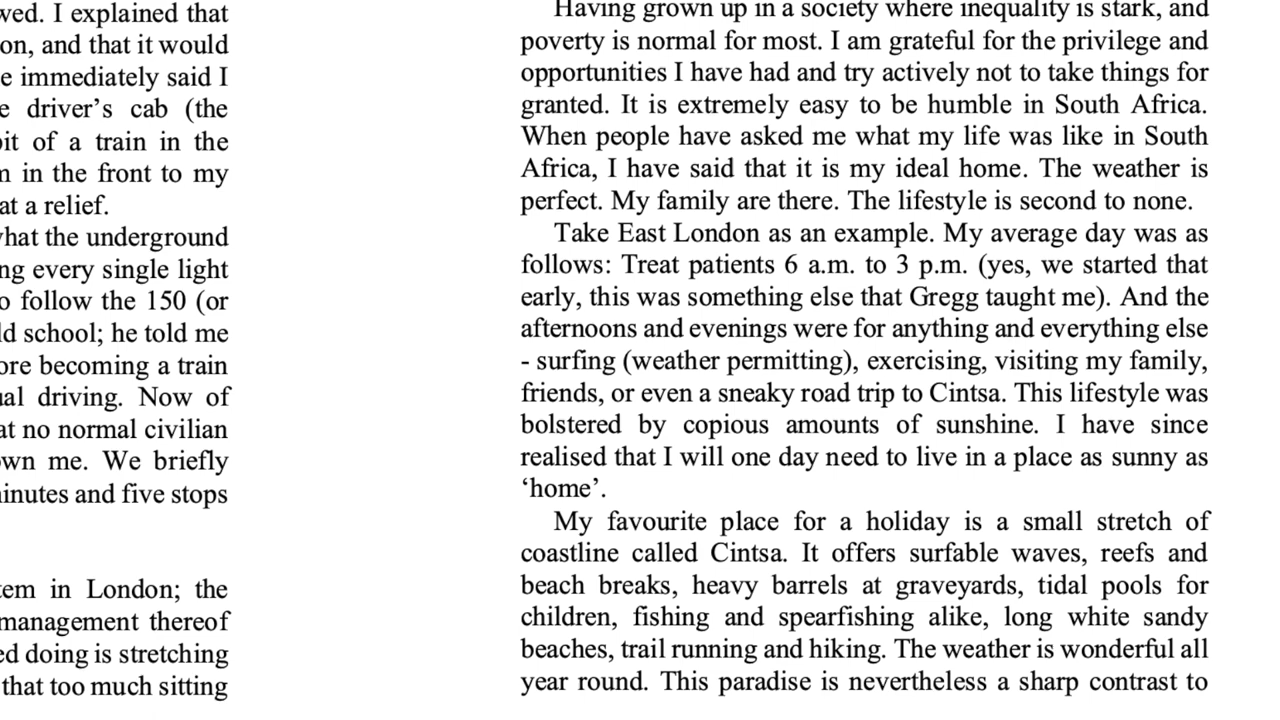 wed. I explained that
on, and that it would
e immediately said I
e driver's cab (the
bit of a train in the
in the front to my
at a relief.
what the underground
ng every single light
o follow the 150 (or
ld school; he told me
ore becoming a train
ual driving. Now of
at no normal civilian
own me. We briefly
minutes and five stops
tem in London; the
management thereof
ed doing is stretching
that too much sitting
Having grown up in a society where inequality is stark, and
poverty is normal for most. I am grateful for the privilege and
opportunities I have had and try actively not to take things for
granted. It is extremely easy to be humble in South Africa.
When people have asked me what my life was like in South
Africa, I have said that it is my ideal home. The weather is
perfect. My family are there. The lifestyle is second to none.
Take East London as an example. My average day was as
follows: Treat patients 6 a.m. to 3 p.m. (yes, we started that
early, this was something else that Gregg taught me). And the
afternoons and evenings were for anything and everything else
- surfing (weather permitting), exercising, visiting my family,
friends, or even a sneaky road trip to Cintsa. This lifestyle was
bolstered by copious amounts of sunshine. I have since
realised that I will one day need to live in a place as sunny as
‘home’.
My favourite place for a holiday is a small stretch of
coastline called Cintsa. It offers surfable waves, reefs and
beach breaks, heavy barrels at graveyards, tidal pools for
children, fishing and spearfishing alike, long white sandy
beaches, trail running and hiking. The weather is wonderful all
year round. This paradise is nevertheless a sharp contrast to